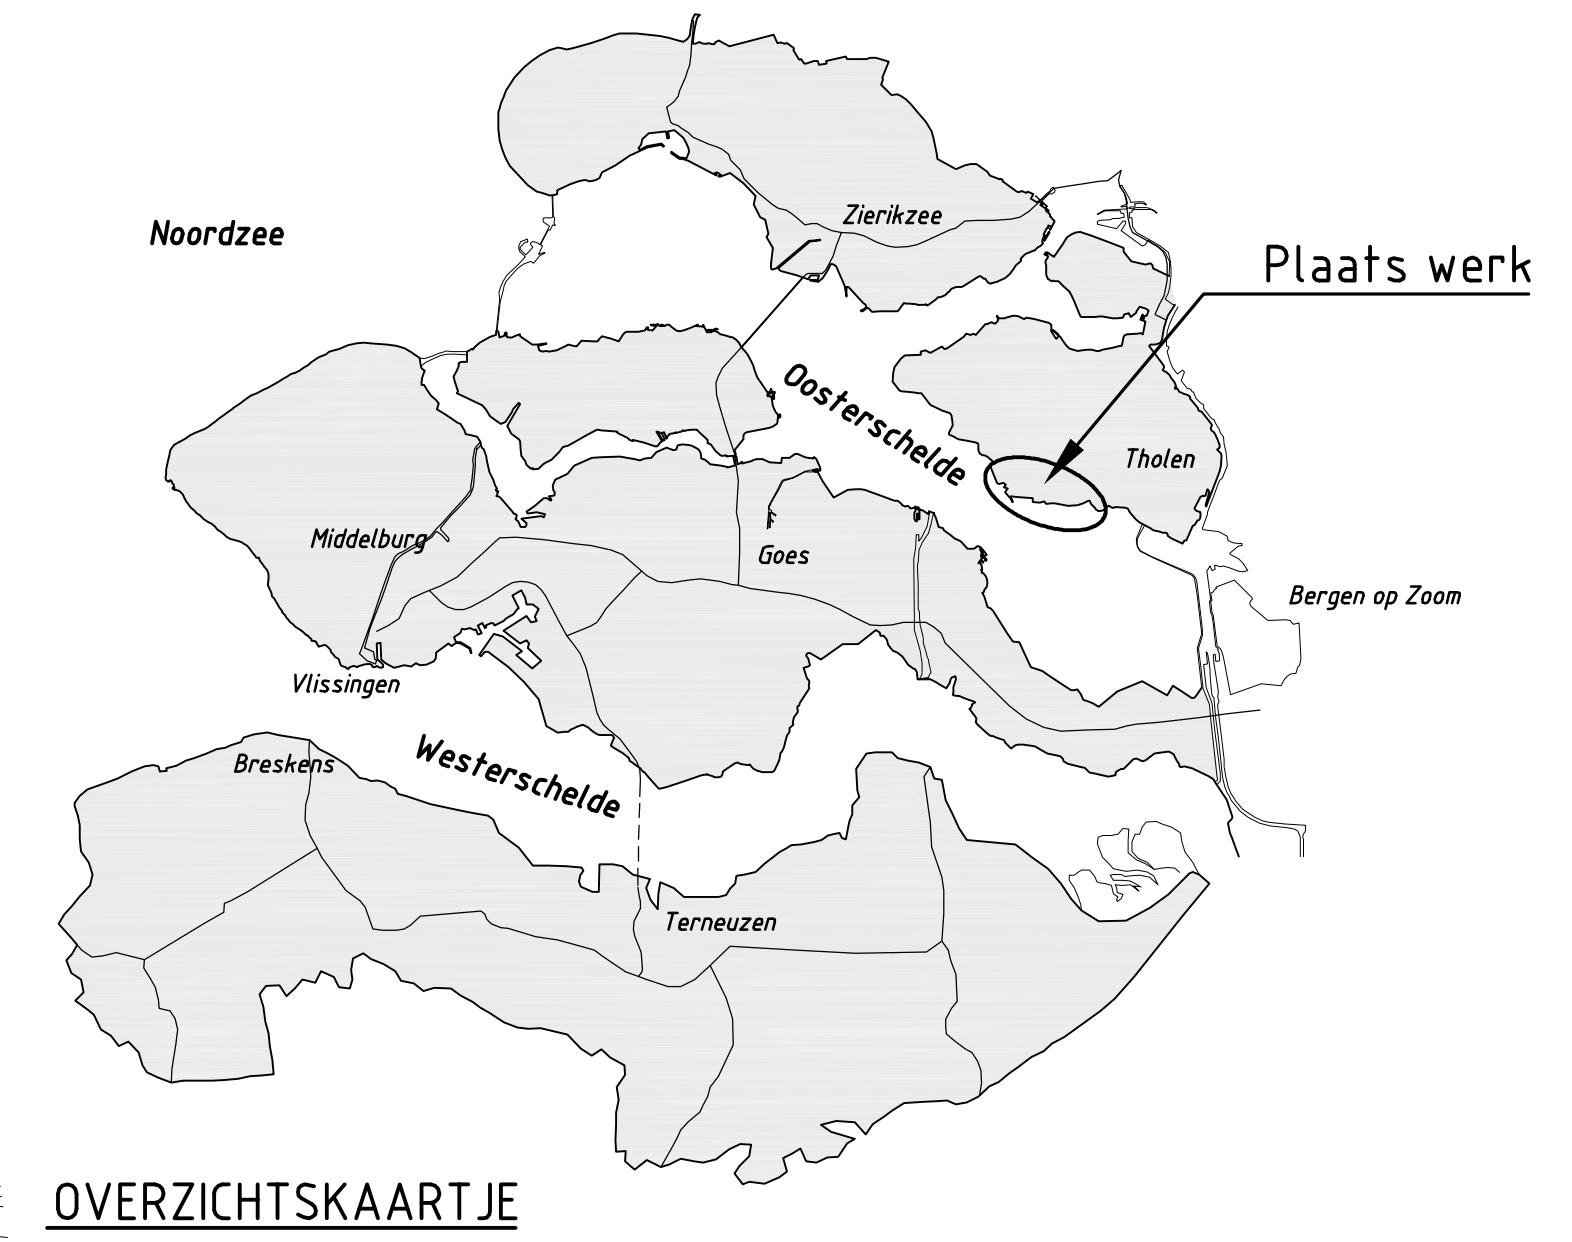 Zierikzee
Noordzee
Plaats werk
Oosterschelde
Tholen
Middelburg
Goes
Bergen op Zoom
Vlissingen
Westerschelde
Breskens
Terneuzen
OVERZICHTSKAARTJE